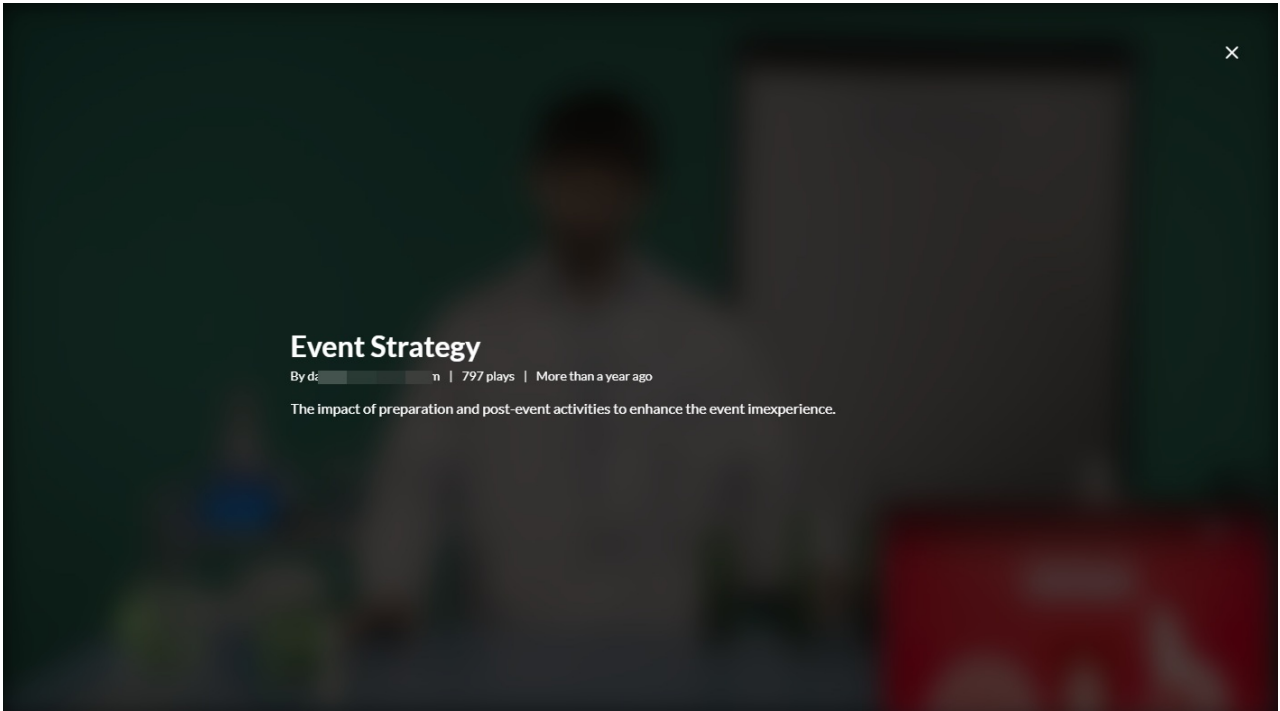 Event Strategy
By | 797 plays | More than a year ago
The impact of preparation and post-event activities to enhance the event imexperience.